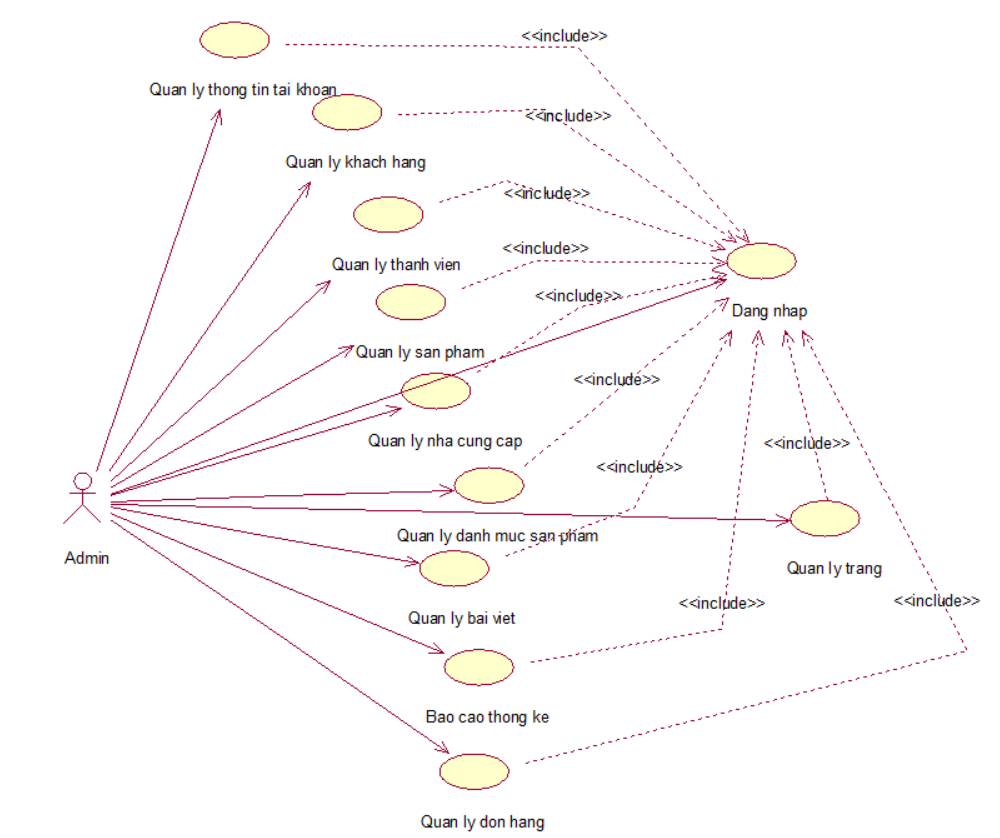 <<include>>
Quan ly thong tin tai khoan
<<include>>
Quan ly khach hang
<<include>>
Quan ly thanh vien
<<include>>
<<include>>
Dang nhap
Quan ly san pham
<<include>>
Quan ly nha cung cap
<<include>>
<<include>>
Quan ly danh muc san pham
Admin
Quan ly trang
<<include>>
<<include>>
Quan ly bai viet
Bao cao thong ke
Quan ly don hang